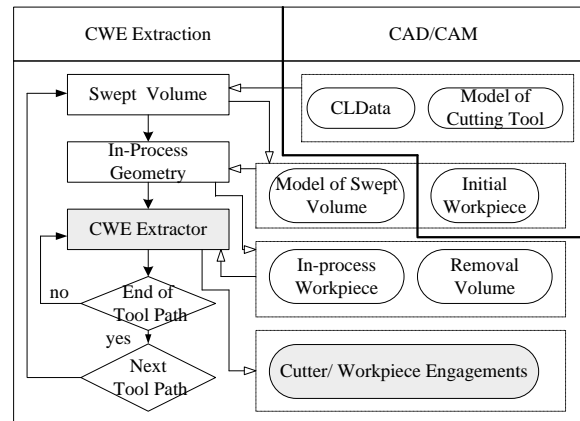 CWE Extraction
CAD/CAM
Swept Volume
CLData
Model of
Cutting Tool
In-Process
Geometry
Model of Swept
Volume
Initial
Workpiece
CWE Extractor
In-process
Workpiece
Removal
Volume
no
End of
Tool Path
yes
Next
Tool Path
Cutter/ Workpiece Engagements